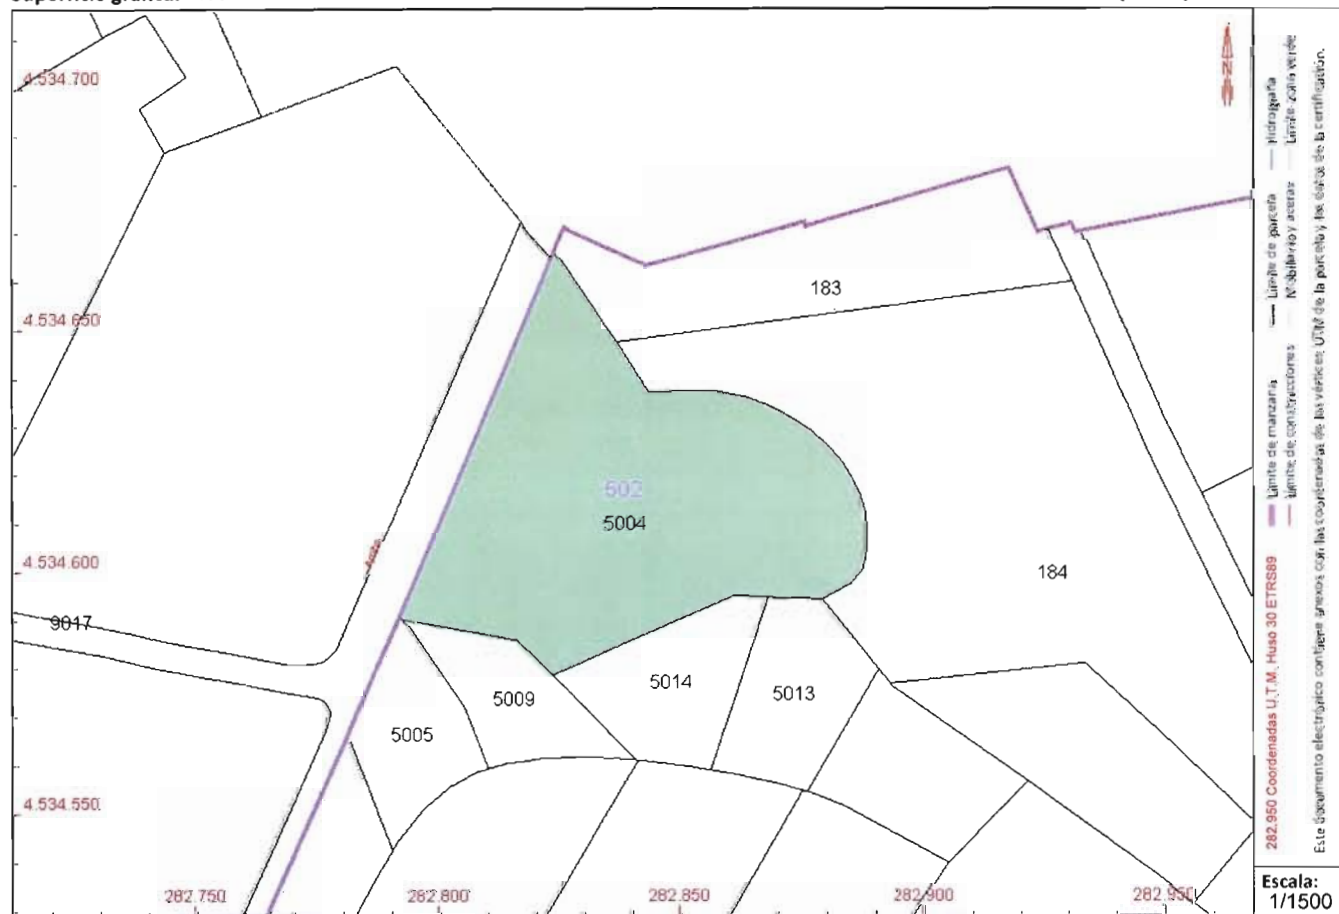 4.534.700
4.534.650
4.534.600
4.534.550
282.750
282.800
282.850
282.900
282.950
N
183
502
5004
184
9017
5005
5009
5014
5013
282.950 Coordenadas U.T.M. Huso 30 ETRS89
Límite de manzana
Límite de parcela
Hidrografía
Límite de construcciones
Mobiliario y aceras
Límite zona verde
Este documento electrónico contiene anexos con las coordenadas de los vértices UTM de la parcela y los datos de la certificación.
Escala:
1/1500